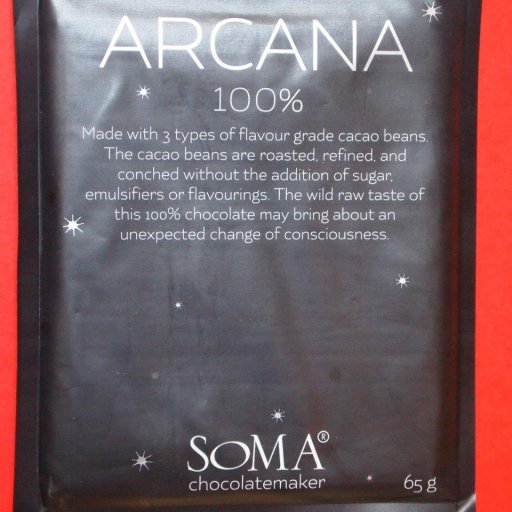 ARCANA
100%
Made with 3 types of flavour grade cacao beans.
The cacao beans are roasted, refined, and
conched without the addition of sugar,
emulsifiers or flavourings. The wild raw taste of
this 100% chocolate may bring about an
unexpected change of consciousness.
SOMA®
chocolatemaker
65 g